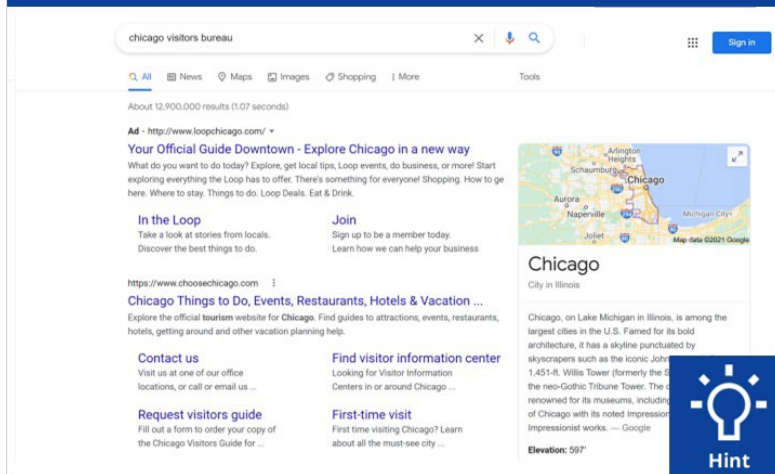 chicago visitors bureau
Sign in
All News Maps Images Shopping More Tools
About 12,900,000 results (1.07 seconds)
Ad - http://www.loopchicago.com/
Your Official Guide Downtown - Explore Chicago in a new way
What do you want to do today? Explore, get local tips, Loop events, do business, or more! Start
exploring everything the Loop has to offer. There's something for everyone! Shopping. How to ge
here. Where to stay. Things to do. Loop Deals. Eat & Drink.
In the Loop
Take a look at stories from locals.
Discover the best things to do.
Join
Sign up to be a member today.
Learn how we can help your business
https://www.choosechicago.com
Chicago Things to Do, Events, Restaurants, Hotels & Vacation ...
Explore the official tourism website for Chicago. Find guides to attractions, events, restaurants,
hotels, getting around and other vacation planning help.
Contact us
Visit us at one of our office
locations, or call or email us ...
Find visitor information center
Looking for Visitor Information
Centers in or around Chicago ...
Request visitors guide
Fill out a form to order your copy of
the Chicago Visitors Guide for ...
First-time visit
First time visiting Chicago? Learn
about all the must-see city ...
Arlington
Heights
Schaumburg
Chicago
Aurora
Naperville
Michigan City
Joliet
Map data ©2021 Google
Chicago
City in Illinois
Chicago, on Lake Michigan in Illinois, is among the
largest cities in the U.S. Famed for its bold
architecture, it has a skyline punctuated by
skyscrapers such as the iconic John
1,451-ft. Willis Tower (formerly the S
the neo-Gothic Tribune Tower. The c
renowned for its museums, including
of Chicago with its noted Impression
Impressionist works. — Google
Elevation: 597'
Hint